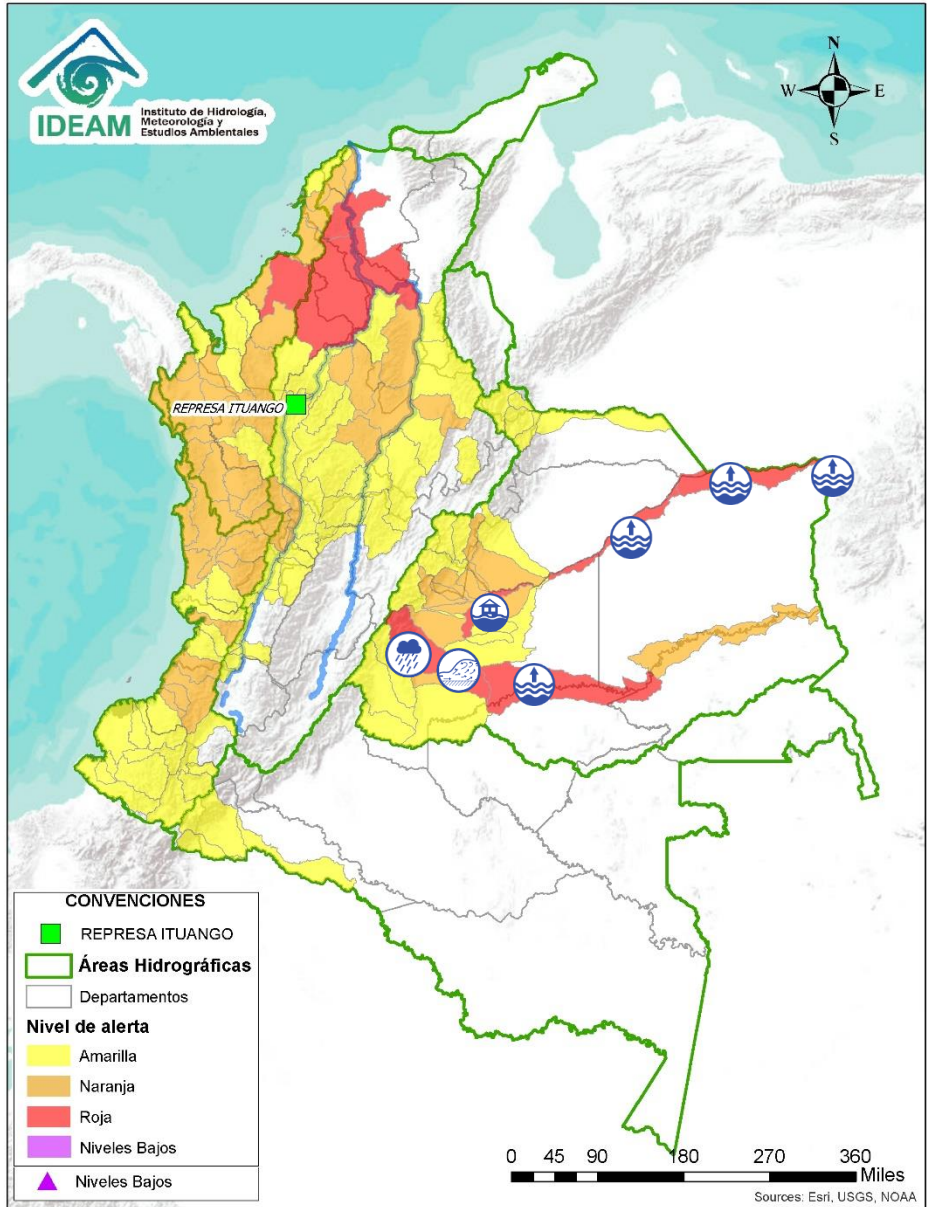 IDEAM
Instituto de Hidrología,
Meteorología y
Estudios Ambientales
N
W
E
S
REPRESA ITUANGO
CONVENCIONES
REPRESA ITUANGO
Áreas Hidrográficas
Departamentos
Nivel de alerta
Amarilla
Naranja
Roja
Niveles Bajos
Niveles Bajos
0 45 90 180 270 360
Miles
Sources: Esri, USGS, NOAA